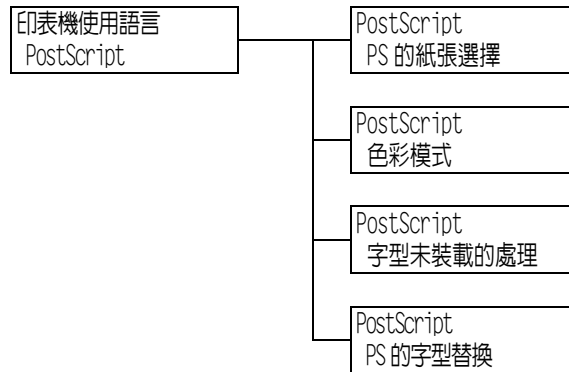 印表機使用語言
PostScript
PostScript
PS 的紙張選擇
PostScript
色彩模式
PostScript
字型未裝載的處理
PostScript
PS 的字型替換